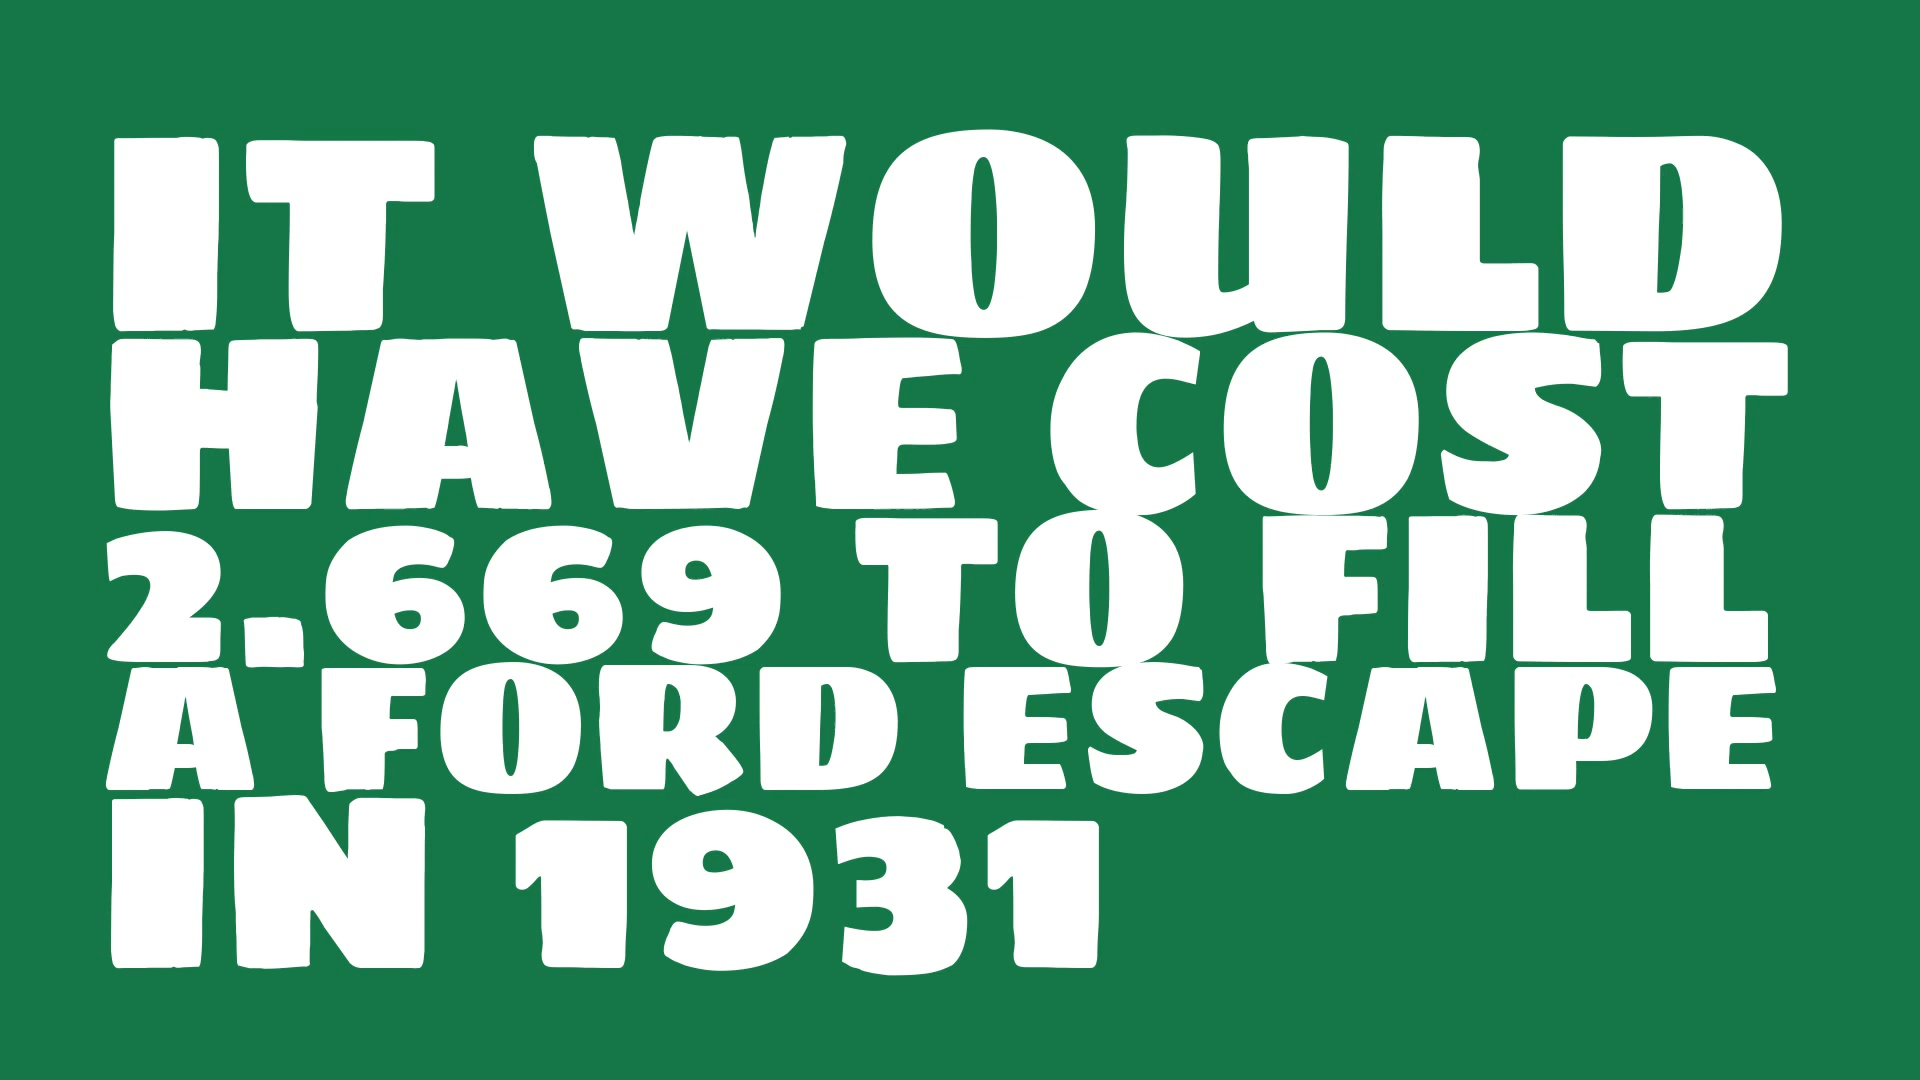 IT WOULD
HAVE COST
2.669 TO FILL
A FORD ESCAPE
IN 1931